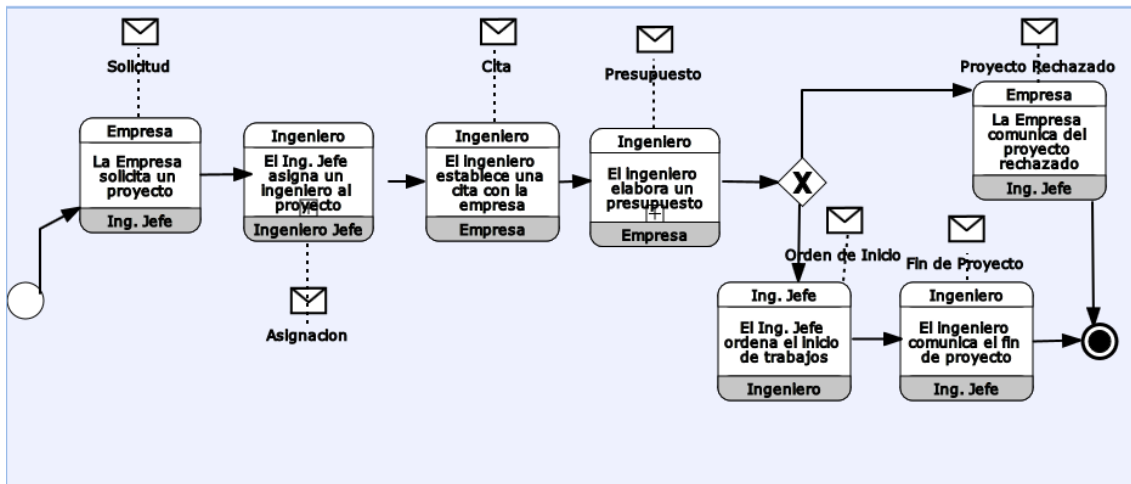 Solicitud
Empresa
La Empresa
solicita un
proyecto
Ing. Jefe
Ingeniero
El Ing. Jefe
asigna un
ingeniero al
proyecto
Ingeniero Jefe
Asignacion
Cita
Ingeniero
El ingeniero
establece una
cita con la
empresa
Empresa
Presupuesto
Ingeniero
El ingeniero
elabora un
presupuesto
Empresa
X
Proyecto Rechazado
Empresa
La Empresa
comunica del
proyecto
rechazado
Ing. Jefe
Orden de Inicio
Ing. Jefe
El Ing. Jefe
ordena el inicio
de trabajos
Ingeniero
Fin de Proyecto
Ingeniero
El ingeniero
comunica el fin
de proyecto
Ing. Jefe